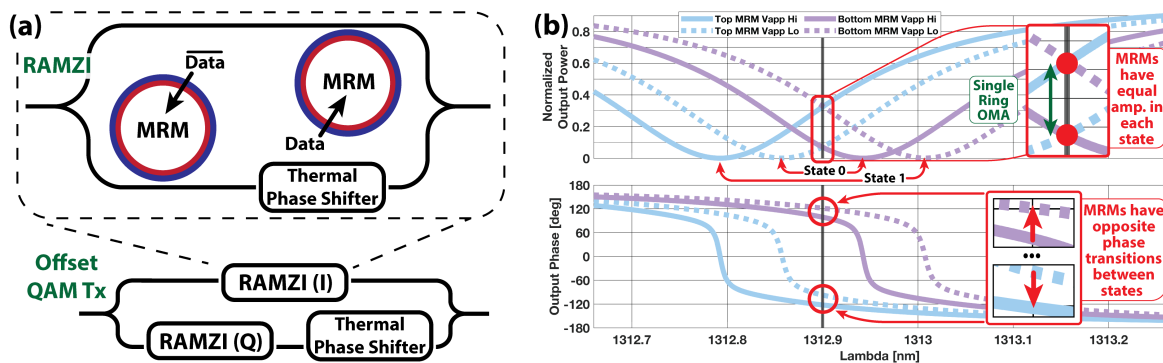 (a)
RAMZI
Data
MRM
MRM
Data
Thermal
Phase Shifter
Offset
QAM Tx
RAMZI (I)
RAMZI (Q)
Thermal
Phase Shifter
(b)
Top MRM Vapp Hi
Bottom MRM Vapp Hi
Top MRM Vapp Lo
Bottom MRM Vapp Lo
Normalized
Output Power
0.8
0.6
0.4
0.2
0
Single
Ring
OMA
MRMs
have
equal
amp. in
each
state
State 0
State 1
Output Phase [deg]
180
120
60
0
-60
-120
-180
MRMs have
opposite
phase
transitions
between
states
•••
1312.7
1312.8
1312.9
1313
1313.1
1313.2
Lambda [nm]